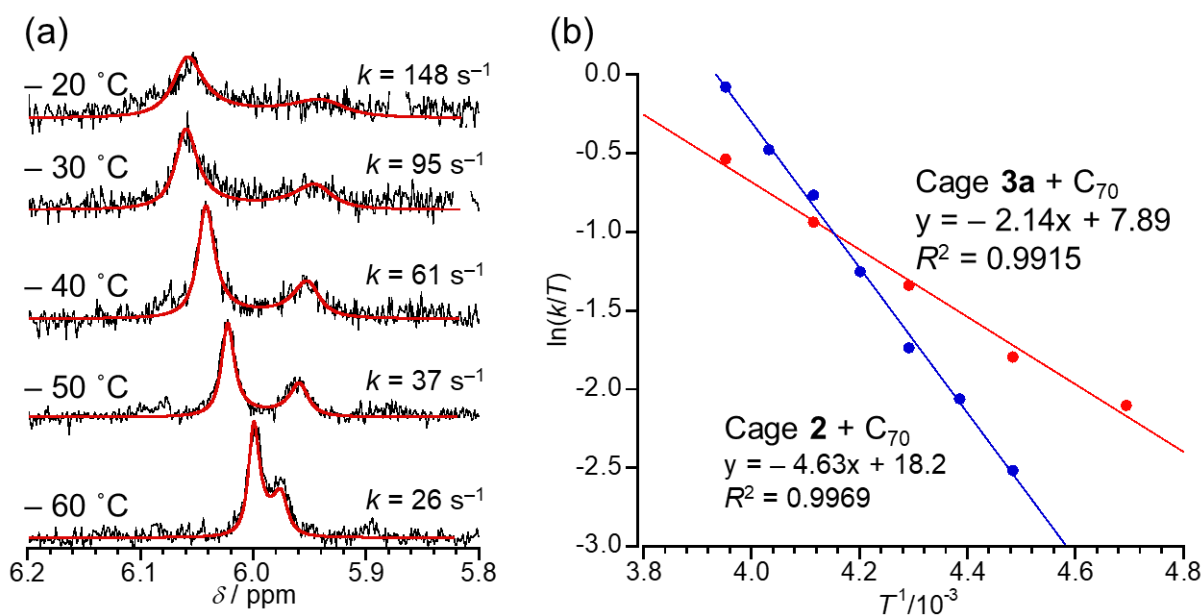 (a)
– 20 ˚C
k = 148 s⁻¹
– 30 ˚C
k = 95 s⁻¹
– 40 ˚C
k = 61 s⁻¹
– 50 ˚C
k = 37 s⁻¹
– 60 ˚C
k = 26 s⁻¹
6.2 6.1 6.0 5.9 5.8
δ / ppm
(b)
ln(k/T)
0.0
-0.5
-1.0
-1.5
-2.0
-2.5
-3.0
Cage 3a + C₇₀
y = – 2.14x + 7.89
R² = 0.9915
Cage 2 + C₇₀
y = – 4.63x + 18.2
R² = 0.9969
3.8 4.0 4.2 4.4 4.6 4.8
T¹/10⁻³